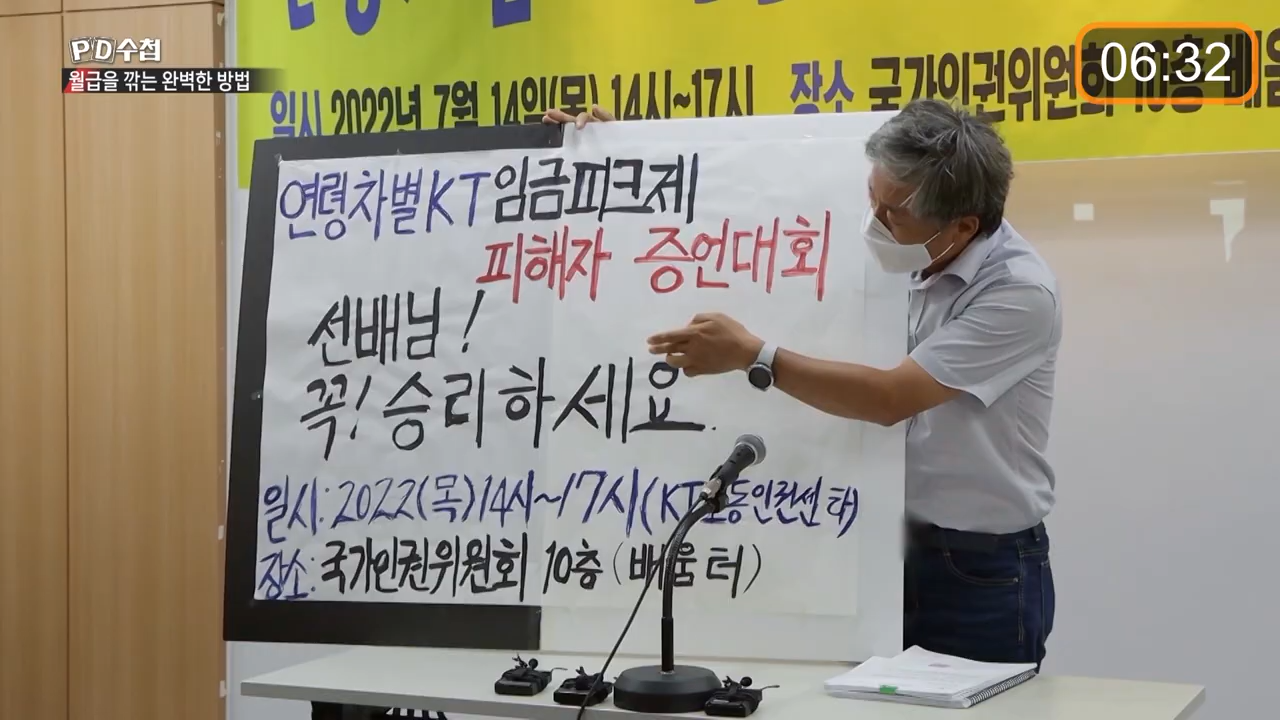 PD수첩
월급을 깎는 완벽한 방법
06:32
일시 2022년 7월 14일(목) 14시~17시 장소 국가인권위원회 10층 배움
연령차별 KT 임금피크제
피해자 증언대회
선배님!
꼭! 승리하세요.
일시: 2022(목) 14시~17시 (KT노동인권센터)
장소: 국가인권위원회 10층 (배움터)